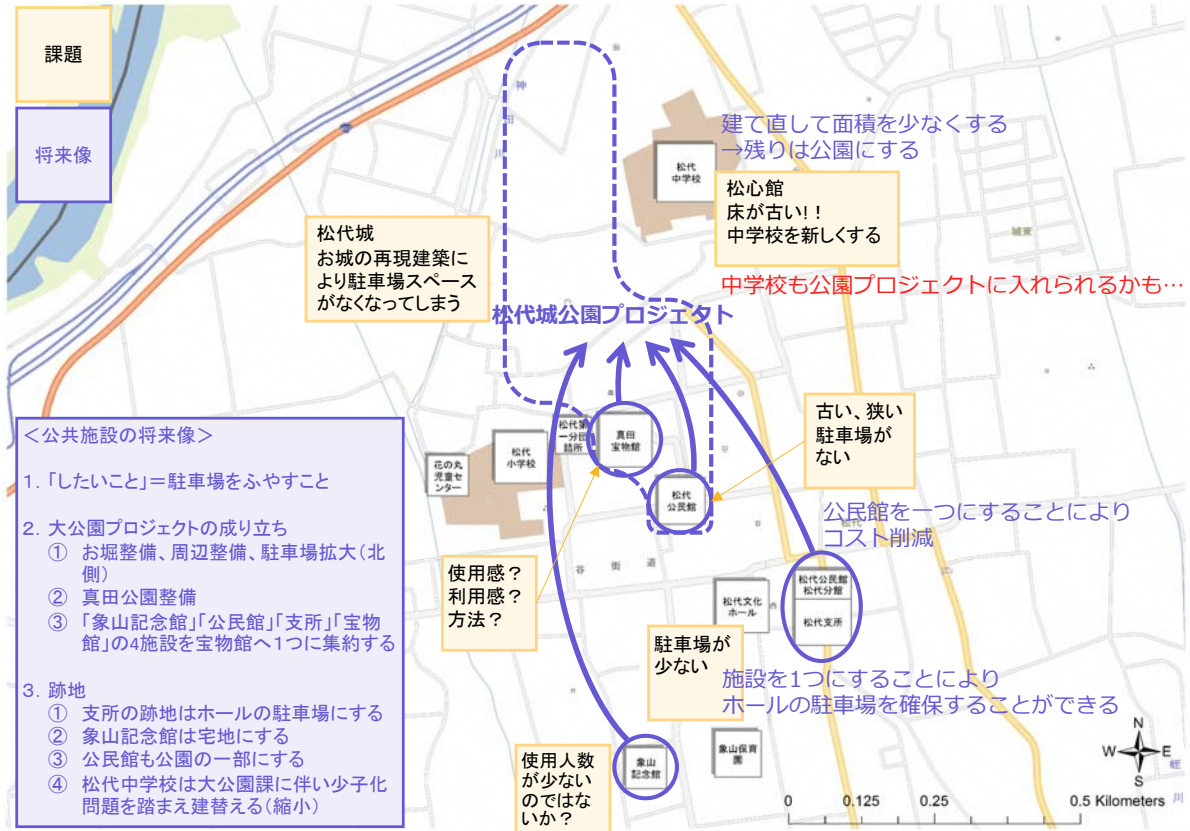 課題
将来像
神
田
川
建て直して面積を少なくする
→残りは公園にする
松代
中学校
松心館
床が古い!!
中学校を新しくする
城東
松代城
お城の再現建築に
より駐車場スペース
がなくなってしまう
中学校も公園プロジェクトに入れられるかも…
松代城公園プロジェクト
古い、狭い
駐車場が
ない
松代第
一分団
詰所
真田
宝物館
松代
小学校
花の丸
児童セ
ンター
松代
公民館
<公共施設の将来像>
1. 「したいこと」=駐車場をふやすこと
2. 大公園プロジェクトの成り立ち
① お堀整備、周辺整備、駐車場拡大(北
側)
② 真田公園整備
③ 「象山記念館」「公民館」「支所」「宝物
館」の4施設を宝物館へ1つに集約する
3. 跡地
① 支所の跡地はホールの駐車場にする
② 象山記念館は宅地にする
③ 公民館も公園の一部にする
④ 松代中学校は大公園課に伴い少子化
問題を踏まえ建替える(縮小)
公民館を一つにすることにより
コスト削減
松代
谷 街 道
使用感?
利用感?
方法?
松代文化
ホール
松代公民館
松代分館
松代支所
駐車場が
少ない
施設を1つにすることにより
ホールの駐車場を確保することができる
使用人数
が少ない
のではな
いか?
象山
記念館
象山保育
園
N
W E
S
蛭
川
0 0.125 0.25 0.5 Kilometers